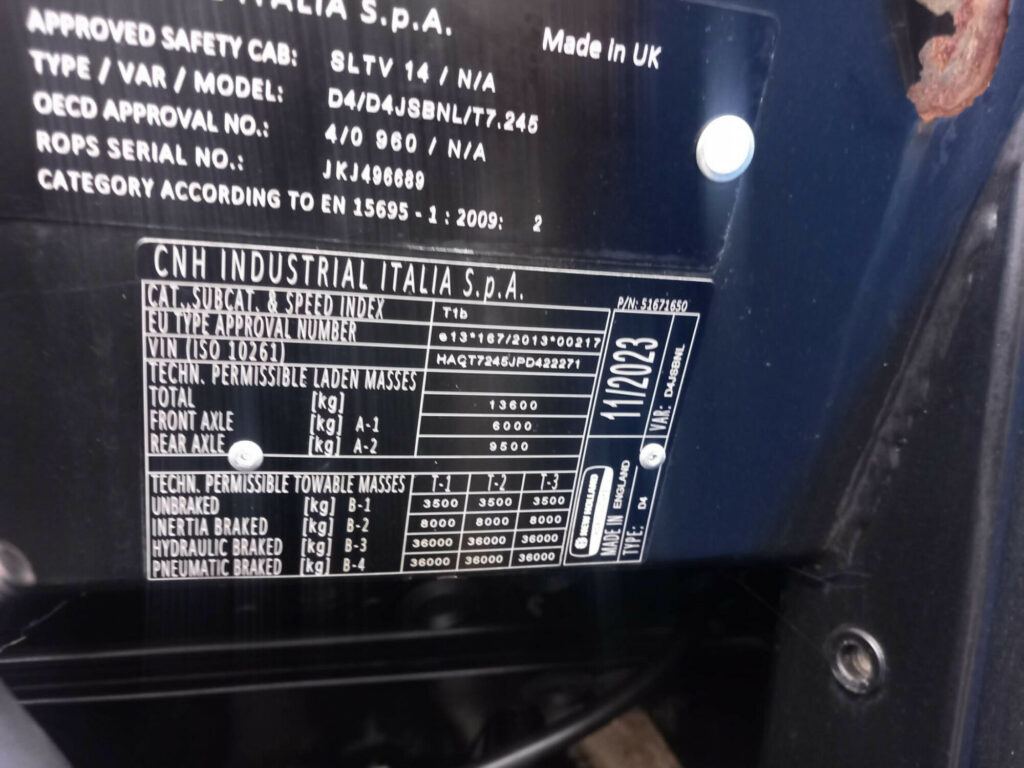 ITALIA S.p.A.
Made in UK
APPROVED SAFETY CAB: SLTV 14 / N/A
TYPE / VAR / MODEL: D4/D4JSBNL/T7.245
OECD APPROVAL NO.: 4/0 960 / N/A
ROPS SERIAL NO.: JKJ496689
CATEGORY ACCORDING TO EN 15695 - 1 : 2009: 2
CNH INDUSTRIAL ITALIA S.p.A.
P/N: 51671650
CAT., SUBCAT. & SPEED INDEX T1b
EU TYPE APPROVAL NUMBER e13*167/2013*00217
VIN (ISO 10261) HACT7245JPD422271
TECHN. PERMISSIBLE LADEN MASSES
TOTAL [kg] 13600
FRONT AXLE [kg] A-1 6000
REAR AXLE [kg] A-2 9500
TECHN. PERMISSIBLE TOWABLE MASSES T-1 T-2 T-3
UNBRAKED [kg] B-1 3500 3500 3500
INERTIA BRAKED [kg] B-2 8000 8000 8000
HYDRAULIC BRAKED [kg] B-3 36000 36000 36000
PNEUMATIC BRAKED [kg] B-4 36000 36000 36000
11/2023
VAR: D4JSBNL
NEW HOLLAND
MADE IN ENGLAND
TYPE: D4